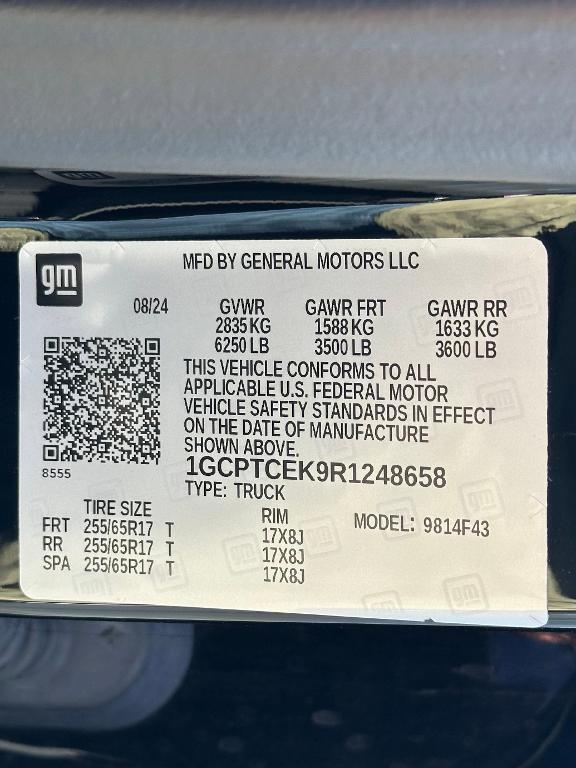 gm
MFD BY GENERAL MOTORS LLC
08/24 GVWR GAWR FRT GAWR RR
2835 KG 1588 KG 1633 KG
6250 LB 3500 LB 3600 LB
THIS VEHICLE CONFORMS TO ALL
APPLICABLE U.S. FEDERAL MOTOR
VEHICLE SAFETY STANDARDS IN EFFECT
ON THE DATE OF MANUFACTURE
SHOWN ABOVE.
8555
1GCPTCEK9R1248658
TYPE: TRUCK
TIRE SIZE RIM MODEL: 9814F43
FRT 255/65R17 T 17X8J
RR 255/65R17 T 17X8J
SPA 255/65R17 T 17X8J